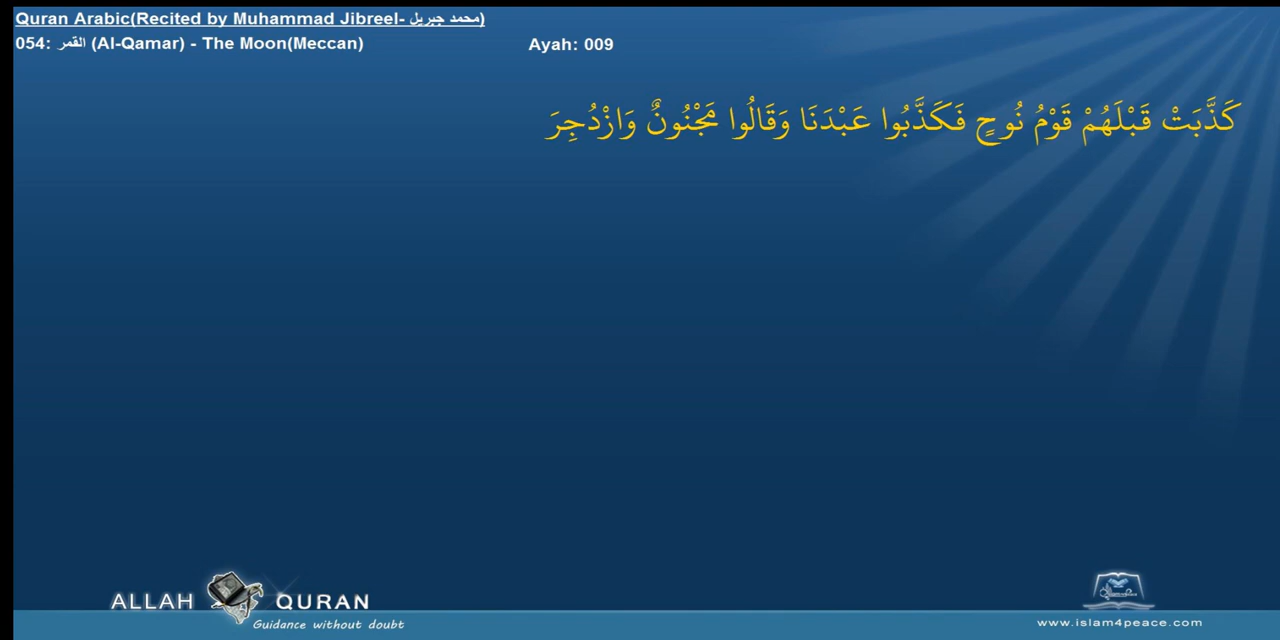 Quran Arabic(Recited by Muhammad Jibreel- محمد جبريل)
054: القمر (Al-Qamar) - The Moon(Meccan) Ayah: 009
كَذَّبَتْ قَبْلَهُمْ قَوْمُ نُوحٍ فَكَذَّبُوا عَبْدَنَا وَقَالُوا مَجْنُونٌ وَازْدُجِرَ
ALLAH QURAN
Guidance without doubt
www.islam4peace.com